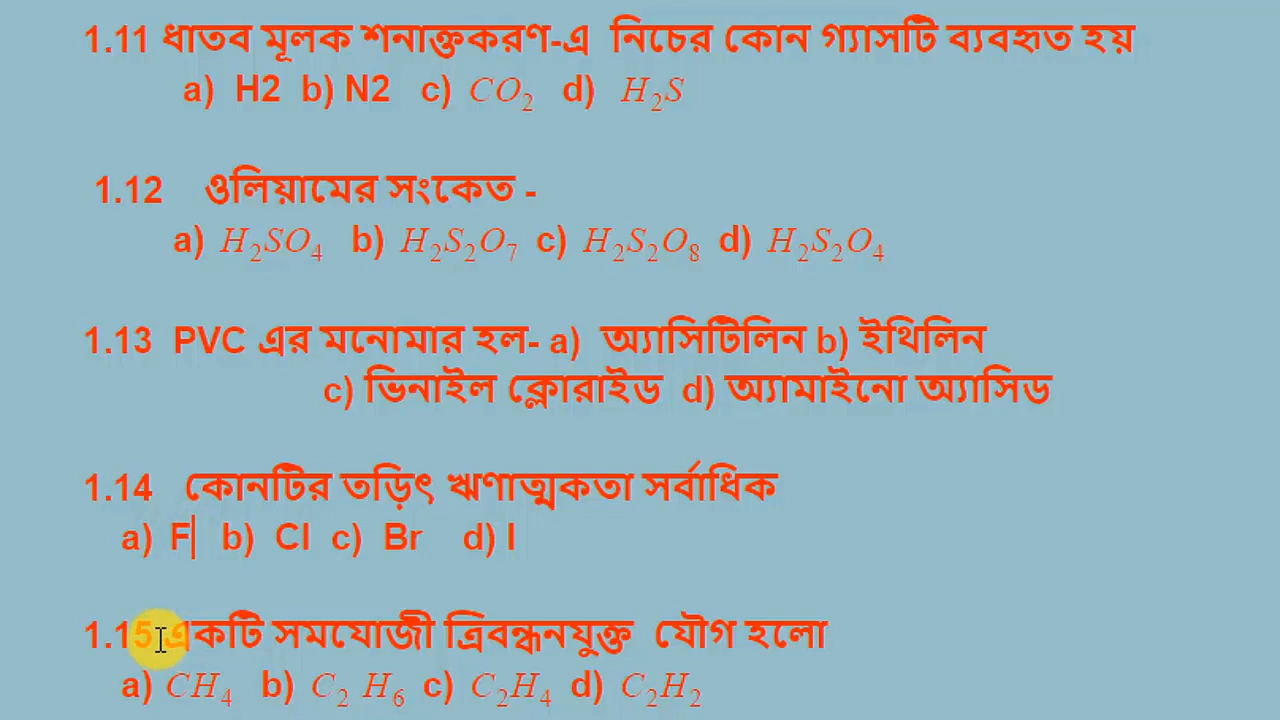 1.11 ধাতব মূলক শনাক্তকরণ-এ নিচের কোন গ্যাসটি ব্যবহৃত হয়
a) H2 b) N2 c) CO₂ d) H₂S
1.12 ওলিয়ামের সংকেত -
a) H₂SO₄ b) H₂S₂O₇ c) H₂S₂O₈ d) H₂S₂O₄
1.13 PVC এর মনোমার হল- a) অ্যাসিটিলিন b) ইথিলিন
c) ভিনাইল ক্লোরাইড d) অ্যামাইনো অ্যাসিড
1.14 কোনটির তড়িৎ ঋণাত্মকতা সর্বাধিক
a) F b) Cl c) Br d) I
1.15 একটি সমযোজী ত্রিবন্ধনযুক্ত যৌগ হলো
a) CH₄ b) C₂ H₆ c) C₂H₄ d) C₂H₂